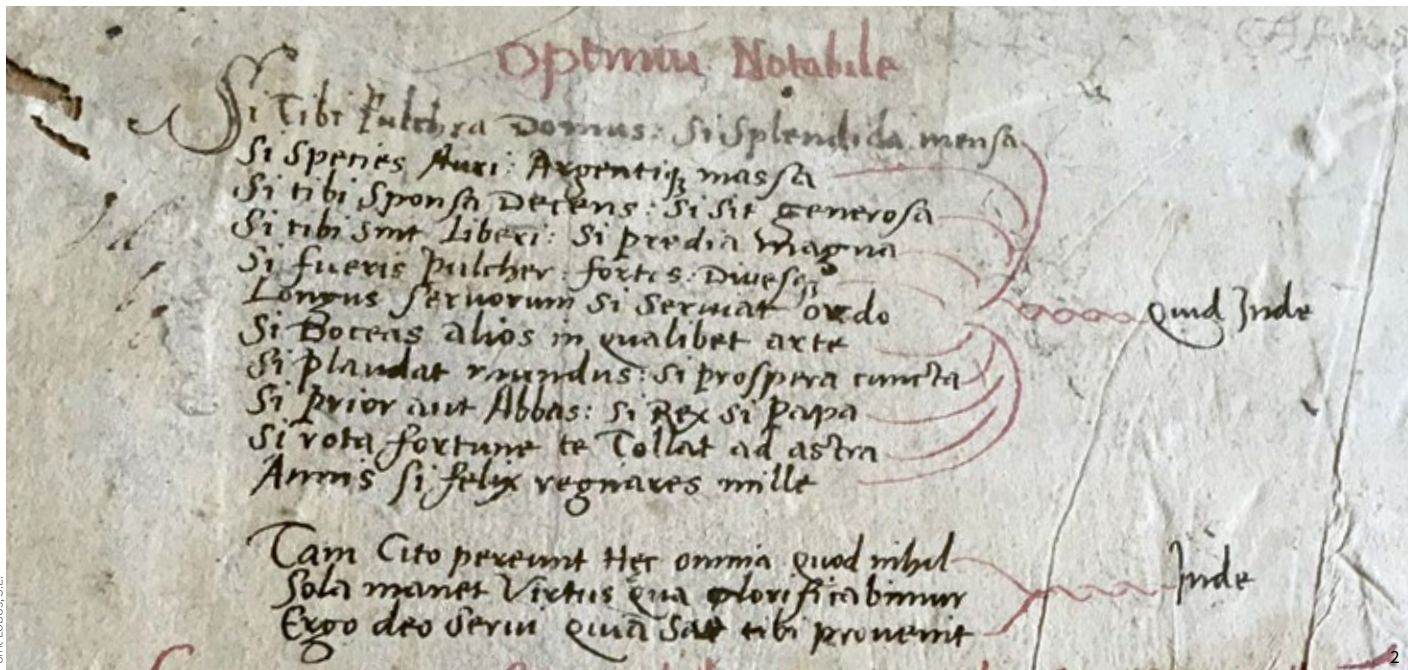 Optimum Notabile
Si Tibi Pulchra Domus: Si Splendida mensa
Si Species Auri: Argentiq massa
Si tibi Sponsa Decens: Si Sit generosa
Si tibi Sint Liberi: Si predia magna
Si fueris Pulcher: fortis: Divesq
Longus servorum Si Serviat ordo
Si Doceas alios in qualibet arte
Si plaudat mundus: Si prospera cuncta
Si prior aut Abbas: Si Rex Si Papa
Si rota fortune te Tollat ad astra
Annis Si felix regnares mille
Quid Inde
Tam Cito pereunt Hec omnia quod nihil
Sola manet Virtus qua glorificabimur
Ergo deo Servi quia Sat tibi provenit
Inde
2